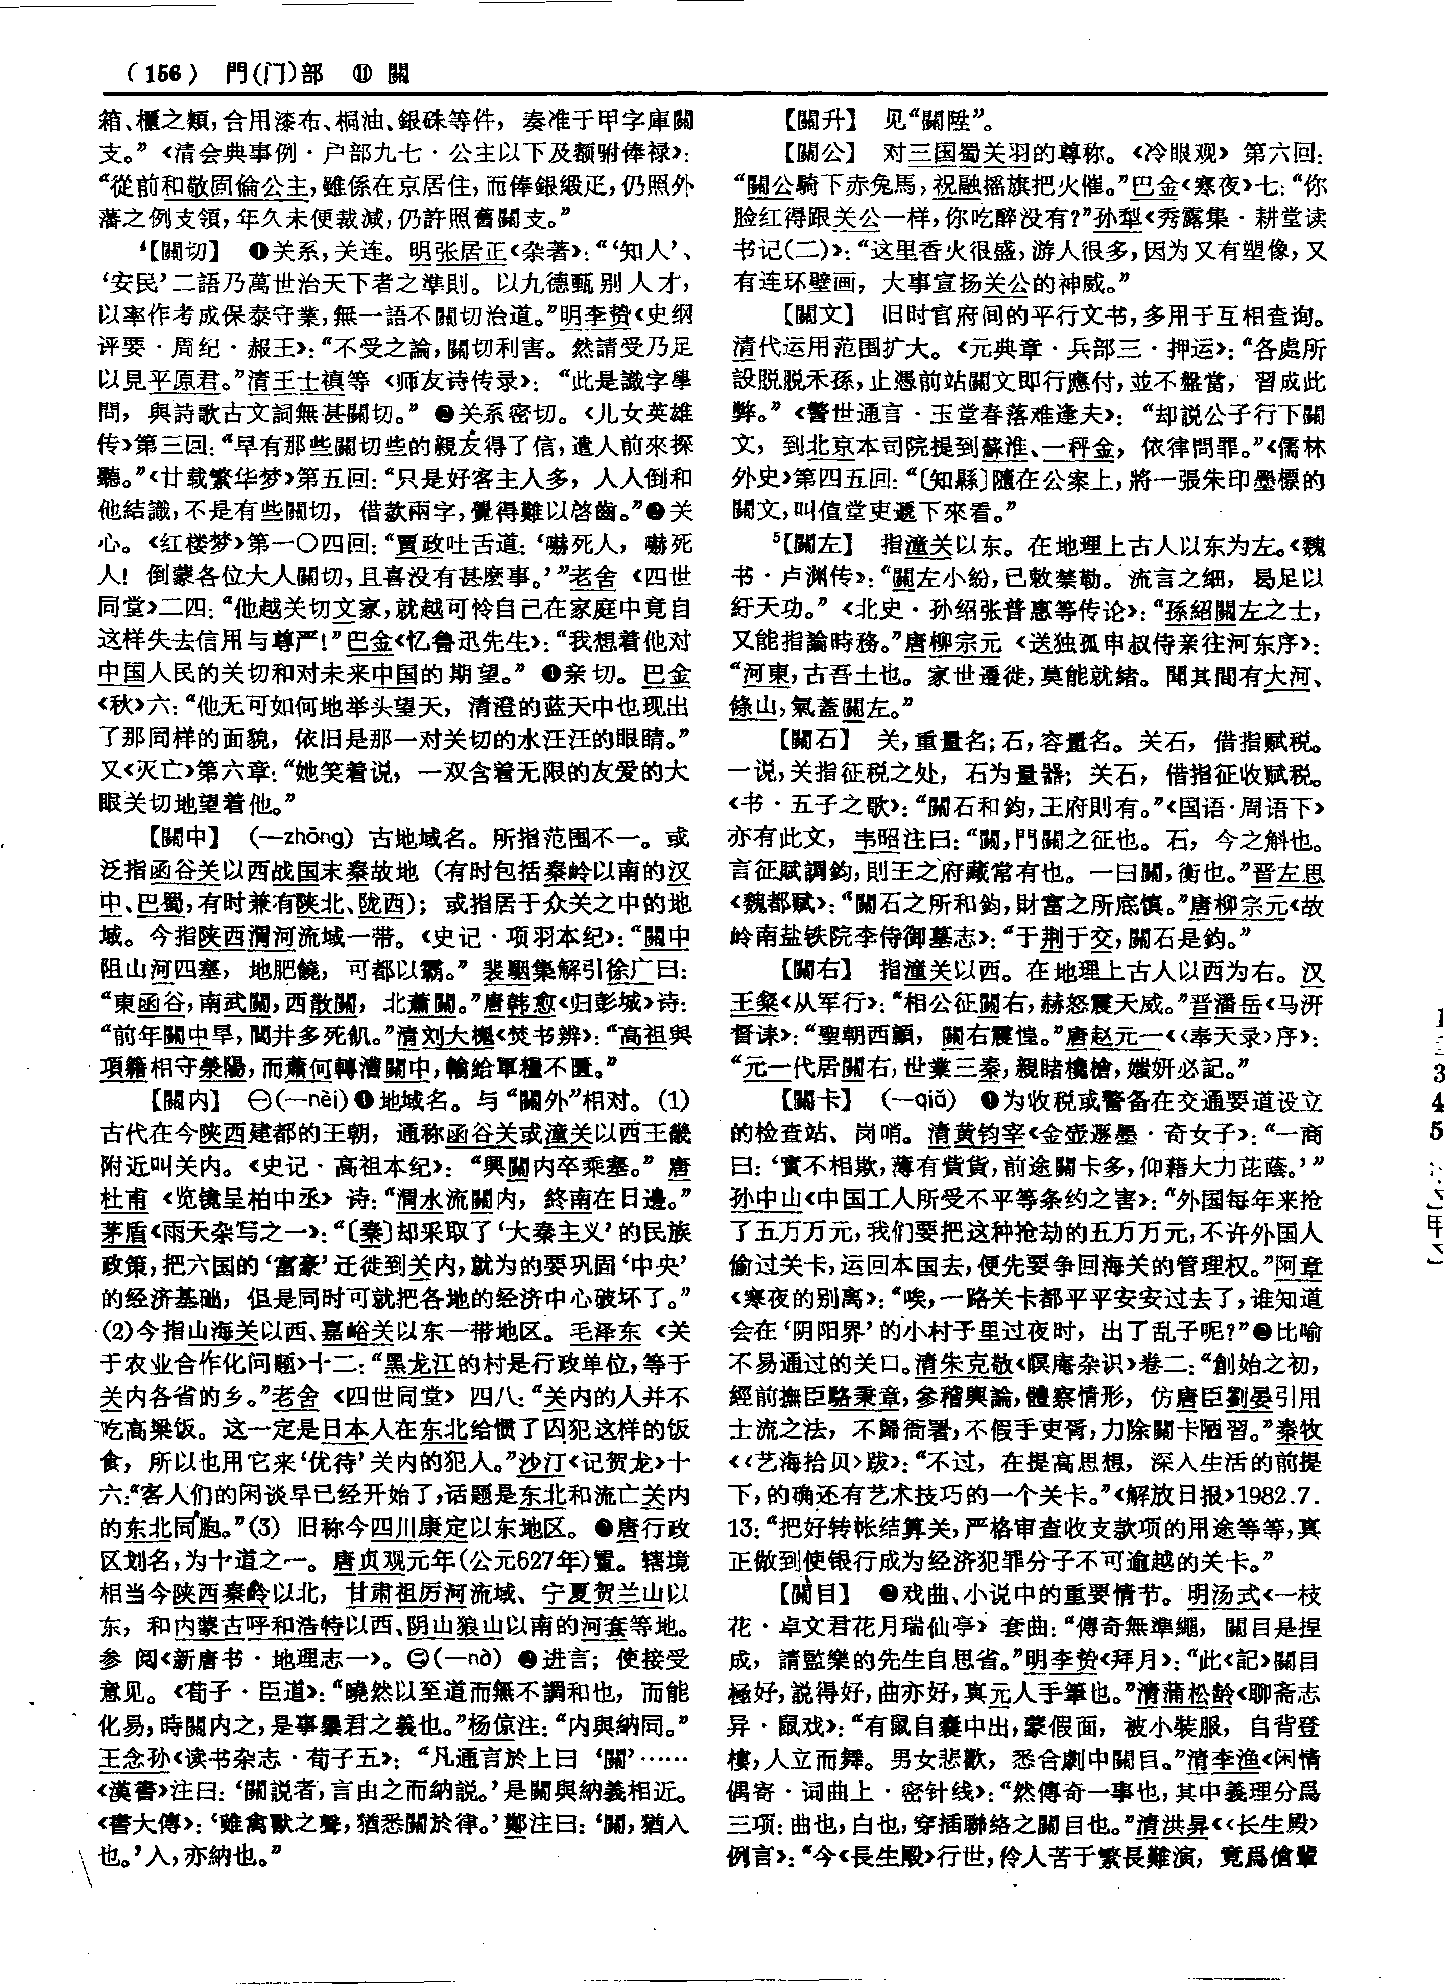 (156) 門(门)部 ⑪ 關
箱、櫃之類，合用漆布、桐油、銀硃等件，奏准于甲字庫關
支。”《清会典事例·户部九七·公主以下及额驸俸禄》：
“從前和敬固倫公主，雖係在京居住，而俸銀緞疋，仍照外
藩之例支領，年久未便裁減，仍許照舊關支。”
⁴【關切】 ❶关系，关连。明张居正《杂著》：“‘知人’、
‘安民’二語乃萬世治天下者之準則。以九德甄别人才，
以率作考成保泰守業，無一語不關切治道。”明李贽《史纲
评要·周纪·赧王》：“不受之論，關切利害。然請受乃足
以見平原君。”清王士禛等《师友诗传录》：“此是識字學
問，與詩歌古文詞無甚關切。”❷关系密切。《儿女英雄
传》第三回：“早有那些關切些的親友得了信，遣人前來探
聽。”《廿载繁华梦》第五回：“只是好客主人多，人人倒和
他結識，不是有些關切，借款兩字，覺得難以啓齒。”❸关
心。《红楼梦》第一〇四回：“賈政吐舌道：‘嚇死人，嚇死
人！倒蒙各位大人關切，且喜没有甚麽事。’”老舍《四世
同堂》二四：“他越关切文家，就越可怜自己在家庭中竟自
这样失去信用与尊严！”巴金《忆鲁迅先生》：“我想着他对
中国人民的关切和对未来中国的期望。”❹亲切。巴金
《秋》六：“他无可如何地举头望天，清澄的蓝天中也现出
了那同样的面貌，依旧是那一对关切的水汪汪的眼睛。”
又《灭亡》第六章：“她笑着说，一双含着无限的友爱的大
眼关切地望着他。”
【關中】 (—zhōng) 古地域名。所指范围不一。或
泛指函谷关以西战国末秦故地（有时包括秦岭以南的汉
中、巴蜀，有时兼有陕北、陇西）；或指居于众关之中的地
域。今指陕西渭河流域一带。《史记·项羽本纪》：“關中
阻山河四塞，地肥饒，可都以霸。”裴駰集解引徐广曰：
“東函谷，南武關，西散關，北蕭關。”唐韩愈《归彭城》诗：
“前年關中旱，閭井多死飢。”清刘大櫆《焚书辨》：“高祖與
項籍相守滎陽，而蕭何轉漕關中，輸給軍糧不匱。”
【關内】 ㊀(—nèi)❶地域名。与“關外”相对。(1)
古代在今陕西建都的王朝，通称函谷关或潼关以西王畿
附近叫关内。《史记·高祖本纪》：“興關内卒乘塞。”唐
杜甫《览镜呈柏中丞》诗：“渭水流關内，終南在日邊。”
茅盾《雨天杂写之一》：“〔秦〕却采取了‘大秦主义’的民族
政策，把六国的‘富豪’迁徙到关内，就为的要巩固‘中央’
的经济基础，但是同时可就把各地的经济中心破坏了。”
(2)今指山海关以西、嘉峪关以东一带地区。毛泽东《关
于农业合作化问题》十二：“黑龙江的村是行政单位，等于
关内各省的乡。”老舍《四世同堂》四八：“关内的人并不
吃高粱饭。这一定是日本人在东北给惯了囚犯这样的饭
食，所以也用它来‘优待’关内的犯人。”沙汀《记贺龙》十
六：“客人们的闲谈早已经开始了，话题是东北和流亡关内
的东北同胞。”(3) 旧称今四川康定以东地区。❷唐行政
区划名，为十道之一。唐贞观元年(公元627年)置。辖境
相当今陕西秦岭以北，甘肃祖厉河流域、宁夏贺兰山以
东，和内蒙古呼和浩特以西、阴山狼山以南的河套等地。
参阅《新唐书·地理志一》。㊁(—nà) ❷进言；使接受
意见。《荀子·臣道》：“曉然以至道而無不調和也，而能
化易，時關内之，是事暴君之義也。”杨倞注：“内與納同。”
王念孙《读书杂志·荀子五》：“凡通言於上曰‘關’……
《漢書》注曰：‘關説者，言由之而納説。’是關與納義相近。
《書大傳》：‘雖禽獸之聲，猶悉關於律。’鄭注曰：‘關，猶入
也。’入，亦納也。”
【關升】 见“關陞”。
【關公】 对三国蜀关羽的尊称。《冷眼观》第六回：
“關公騎下赤兔馬，祝融摇旗把火催。”巴金《寒夜》七：“你
脸红得跟关公一样，你吃醉没有？”孙犁《秀露集·耕堂读
书记(二)》：“这里香火很盛，游人很多，因为又有塑像，又
有连环壁画，大事宣扬关公的神威。”
【關文】 旧时官府间的平行文书，多用于互相查询。
清代运用范围扩大。《元典章·兵部三·押运》：“各處所
設脱脱禾孫，止憑前站關文即行應付，並不盤當，習成此
弊。”《警世通言·玉堂春落难逢夫》：“却説公子行下關
文，到北京本司院提到蘇淮、一秤金，依律問罪。”《儒林
外史》第四五回：“〔知縣〕隨在公案上，將一張朱印墨標的
關文，叫值堂吏遞下來看。”
⁵【關左】 指潼关以东。在地理上古人以东为左。《魏
书·卢渊传》：“關左小紛，已敕禁勒。流言之細，曷足以
紆天功。”《北史·孙绍张普惠等传论》：“孫紹關左之士，
又能指論時務。”唐柳宗元《送独孤申叔侍亲往河东序》：
“河東，古吾土也。家世遷徙，莫能就緒。聞其間有大河、
條山，氣蓋關左。”
【關石】 关，重量名；石，容量名。关石，借指赋税。
一说，关指征税之处，石为量器；关石，借指征收赋税。
《书·五子之歌》：“關石和鈞，王府則有。”《国语·周语下》
亦有此文，韦昭注曰：“關，門關之征也。石，今之斛也。
言征賦調鈞，則王之府藏常有也。一曰關，衡也。”晋左思
《魏都赋》：“關石之所和鈞，財富之所底慎。”唐柳宗元《故
岭南盐铁院李侍御墓志》：“于荆于交，關石是鈞。”
【關右】 指潼关以西。在地理上古人以西为右。汉
王粲《从军行》：“相公征關右，赫怒震天威。”晋潘岳《马汧
督诔》：“聖朝西顧，關右震惶。”唐赵元一《〈奉天录〉序》：
“元一代居關右，世業三秦，親睹欃槍，媸妍必記。”
【關卡】 (—qiǎ) ❶为收税或警备在交通要道设立
的检查站、岗哨。清黄钧宰《金壶遯墨·奇女子》：“一商
曰：‘實不相欺，薄有貲貨，前途關卡多，仰藉大力庇蔭。’”
孙中山《中国工人所受不平等条约之害》：“外国每年来抢
了五万万元，我们要把这种抢劫的五万万元，不许外国人
偷过关卡，运回本国去，便先要争回海关的管理权。”阿章
《寒夜的别离》：“唉，一路关卡都平平安安过去了，谁知道
会在‘阴阳界’的小村子里过夜时，出了乱子呢？”❷比喻
不易通过的关口。清朱克敬《瞑庵杂识》卷二：“創始之初，
經前撫臣駱秉章，參稽輿論，體察情形，仿唐臣劉晏引用
士流之法，不歸衙署，不假手吏胥，力除關卡陋習。”秦牧
《〈艺海拾贝〉跋》：“不过，在提高思想，深入生活的前提
下，的确还有艺术技巧的一个关卡。”《解放日报》1982.7.
13：“把好转帐结算关，严格审查收支款项的用途等等，真
正做到使银行成为经济犯罪分子不可逾越的关卡。”
【關目】 ❷戏曲、小说中的重要情节。明汤式《一枝
花·卓文君花月瑞仙亭》套曲：“傳奇無準繩，關目是捏
成，請監樂的先生自思省。”明李贽《拜月》：“此《記》關目
極好，説得好，曲亦好，真元人手筆也。”清蒲松龄《聊斋志
异·鼠戏》：“有鼠自囊中出，蒙假面，被小裝服，自背登
樓，人立而舞。男女悲歡，悉合劇中關目。”清李渔《闲情
偶寄·词曲上·密针线》：“然傳奇一事也，其中義理分爲
三項：曲也，白也，穿插聯絡之關目也。”清洪昇《〈长生殿〉
例言》：“今《長生殿》行世，伶人苦于繁長難演，竟爲傖輩
3
4
5